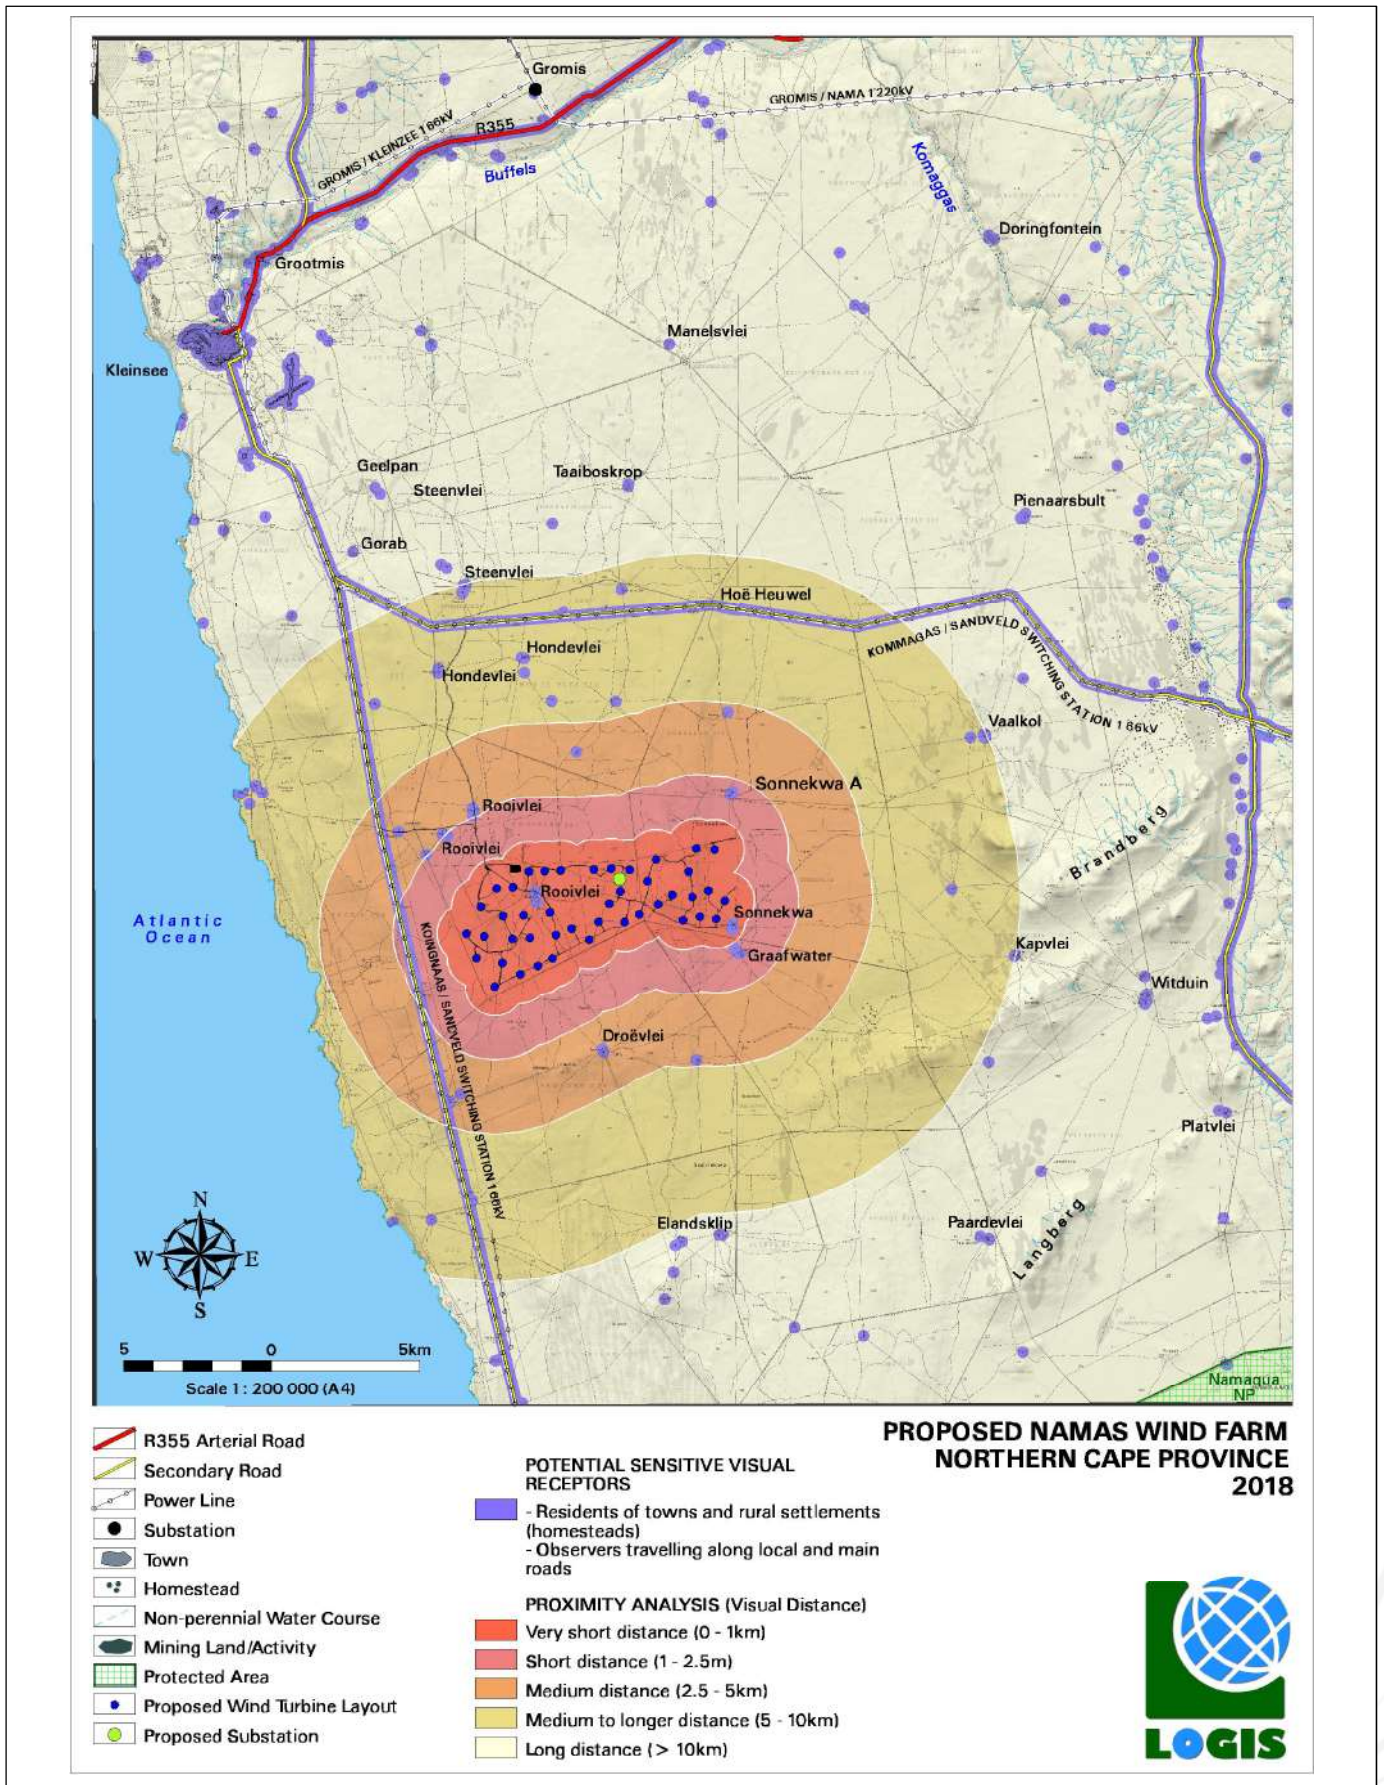 Gromis
GROMIS / NAMA 1 220kV
GROMIS / KLEINZEE 1 66kV
R355
Buffels
Komaggas
Doringfontein
Grootmis
Manelsvlei
Kleinsee
Geelpan
Steenvlei
Taaiboskrop
Pienaarsbult
Gorab
Steenvlei
Hoë Heuwel
KOMMAGAS / SANDVELD SWITCHING STATION 1 66kV
Hondevlei
Hondevlei
Vaalkol
Sonnekwa A
Rooivlei
Rooivlei
Brandberg
Rooivlei
Atlantic
Ocean
Sonnekwa
KOINGNAAS / SANDVELD SWITCHING STATION 1 66kV
Graafwater
Kapvlei
Witduin
Droëvlei
Platvlei
N
W
E
S
Elandsklip
Paardevlei
Langberg
5 0 5km
Scale 1 : 200 000 (A4)
Namaqua
NP
R355 Arterial Road
Secondary Road
Power Line
Substation
Town
Homestead
Non-perennial Water Course
Mining Land/Activity
Protected Area
Proposed Wind Turbine Layout
Proposed Substation
POTENTIAL SENSITIVE VISUAL
RECEPTORS
- Residents of towns and rural settlements
(homesteads)
- Observers travelling along local and main
roads
PROXIMITY ANALYSIS (Visual Distance)
Very short distance (0 - 1km)
Short distance (1 - 2.5m)
Medium distance (2.5 - 5km)
Medium to longer distance (5 - 10km)
Long distance (> 10km)
PROPOSED NAMAS WIND FARM
NORTHERN CAPE PROVINCE
2018
LOGIS